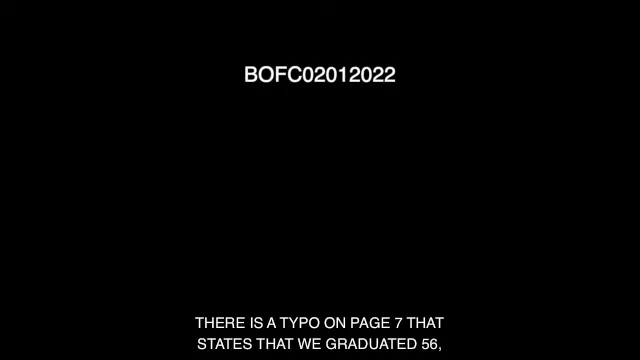 BOFC02012022
THERE IS A TYPO ON PAGE 7 THAT
STATES THAT WE GRADUATED 56,